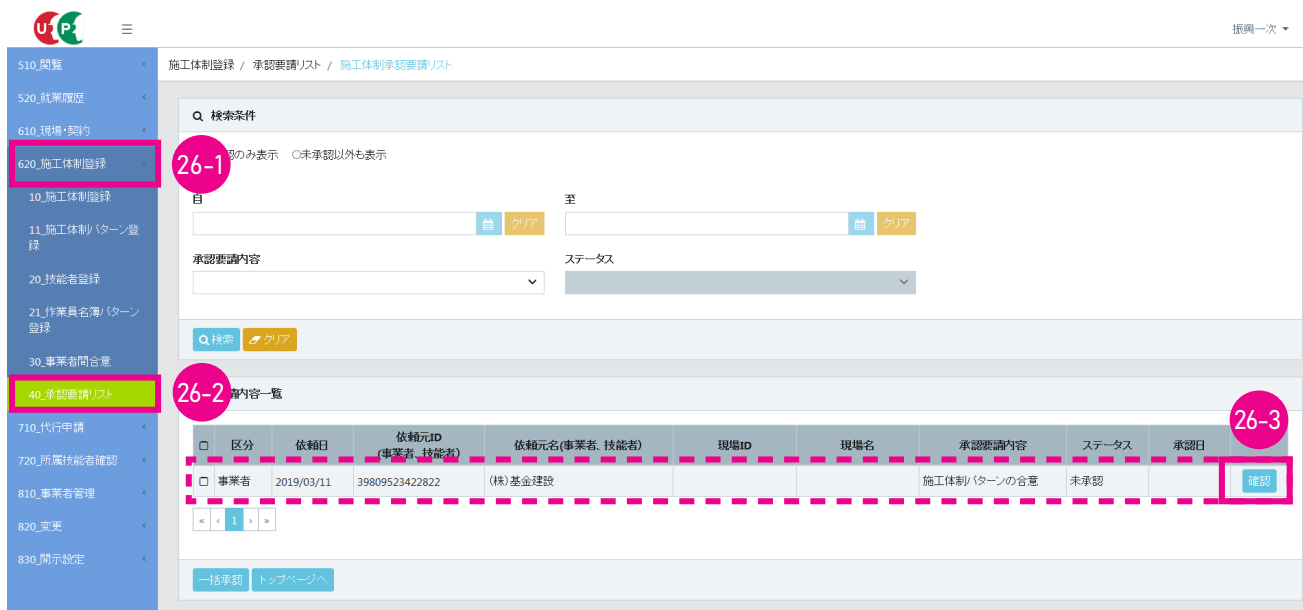 UP
振興一次
510_閲覧
施工体制登録 / 承認要請リスト / 施工体制承認要請リスト
520_就業履歴
検索条件
610_現場・契約
26-1
認のみ表示 ○未承認以外も表示
620_施工体制登録
10_施工体制登録
自 至
クリア クリア
11_施工体制パターン登
録
承認要請内容 ステータス
20_技能者登録
21_作業員名簿パターン
登録
検索 クリア
30_事業者間合意
26-2
40_承認要請リスト
請内容一覧
26-3
710_代行申請
区分 依頼日 依頼元ID
(事業者、技能者) 依頼元名(事業者、技能者) 現場ID 現場名 承認要請内容 ステータス 承認日
720_所属技能者確認
事業者 2019/03/11 39809523422822 (株)基金建設 施工体制パターンの合意 未承認 確認
810_事業者管理
« ‹ 1 › »
820_変更
830_開示設定
一括承認 トップページへ